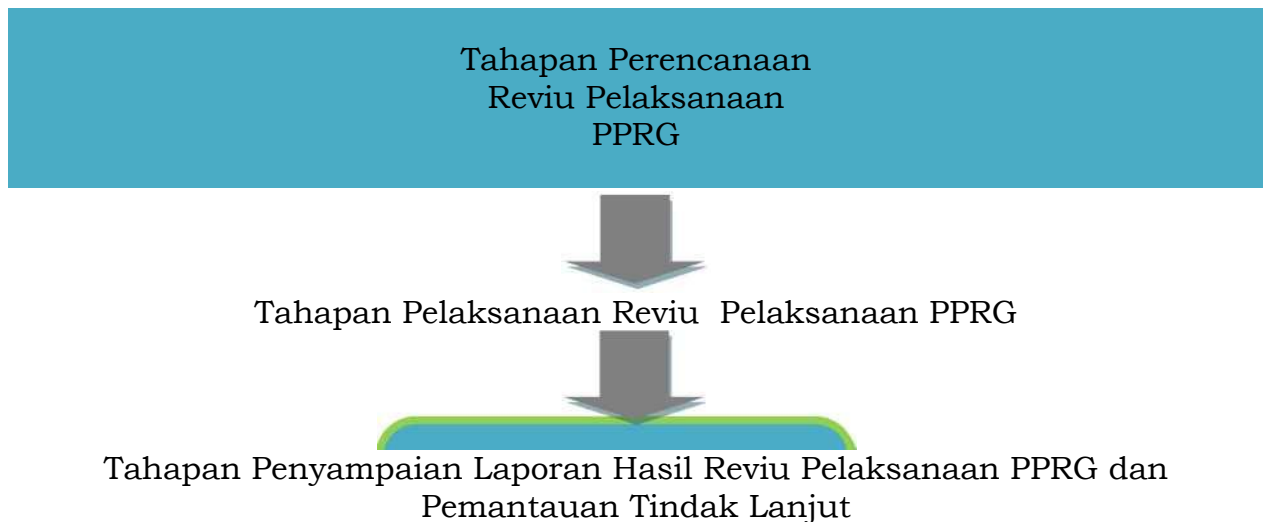 Tahapan Perencanaan
Reviu Pelaksanaan
PPRG
Tahapan Pelaksanaan Reviu Pelaksanaan PPRG
Tahapan Penyampaian Laporan Hasil Reviu Pelaksanaan PPRG dan
Pemantauan Tindak Lanjut